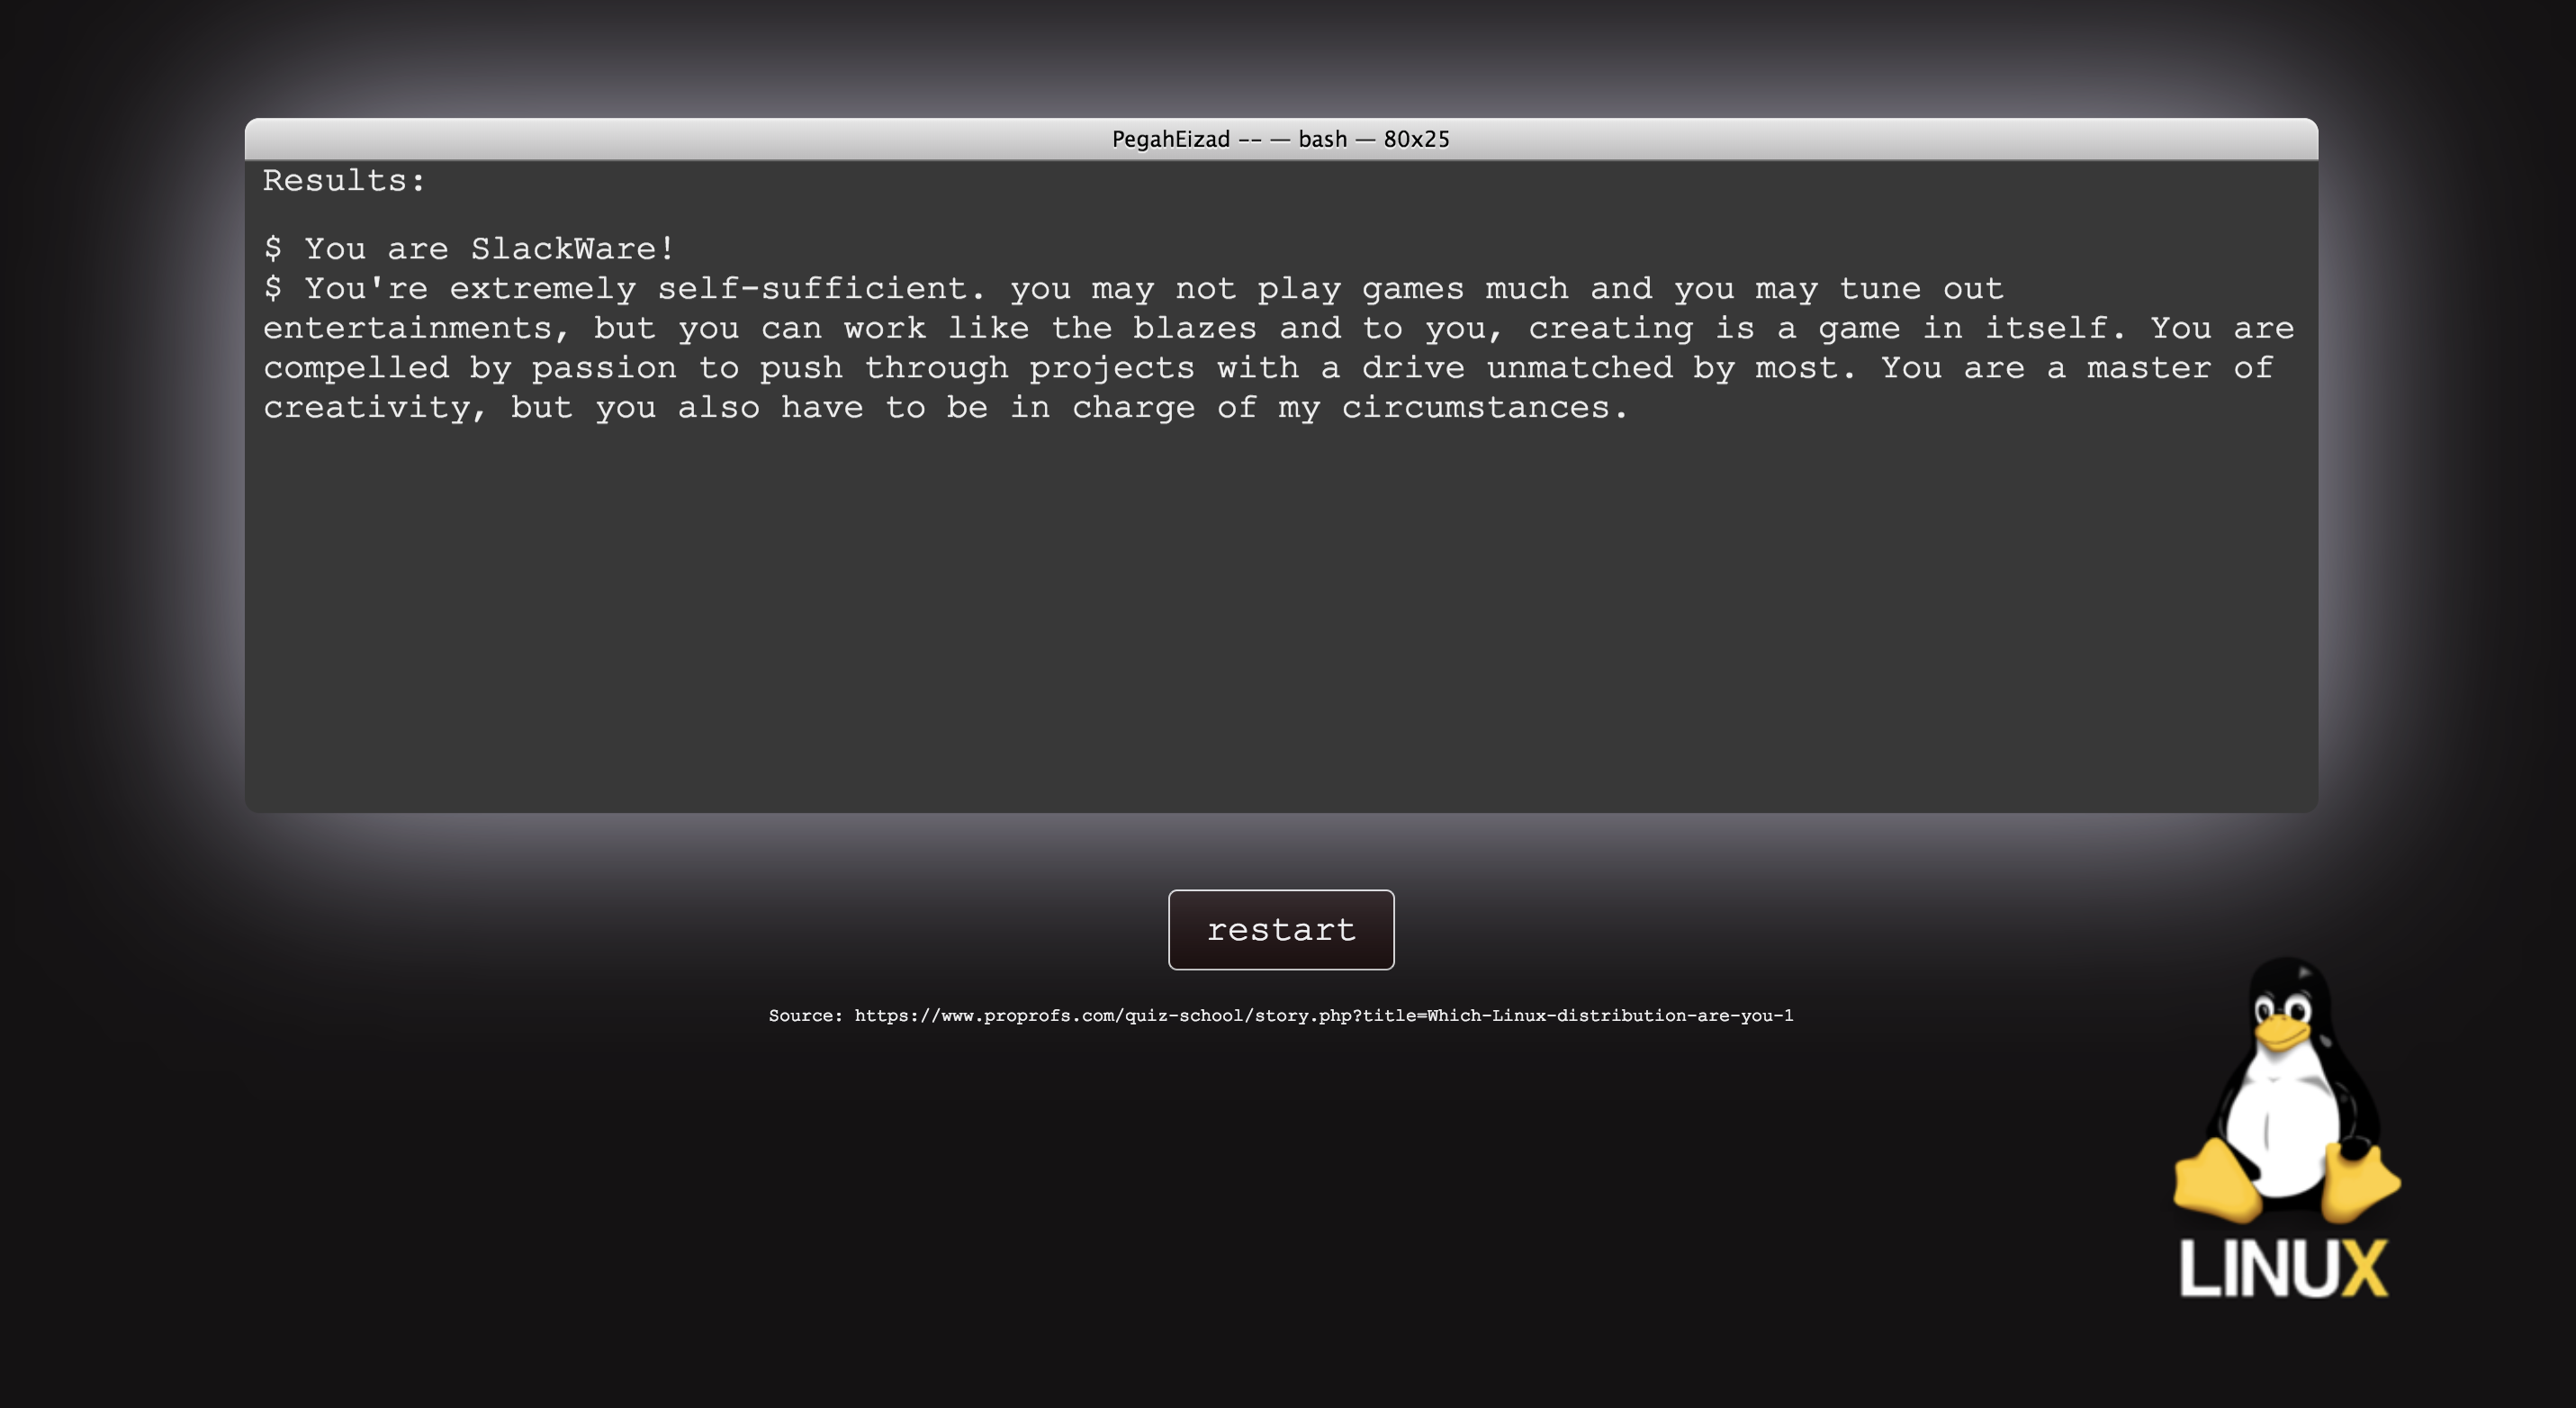 PegahEizad -- — bash — 80x25
Results:
$ You are SlackWare!
$ You're extremely self-sufficient. you may not play games much and you may tune out
entertainments, but you can work like the blazes and to you, creating is a game in itself. You are
compelled by passion to push through projects with a drive unmatched by most. You are a master of
creativity, but you also have to be in charge of my circumstances.
restart
Source: https://www.proprofs.com/quiz-school/story.php?title=Which-Linux-distribution-are-you-1
LINUX